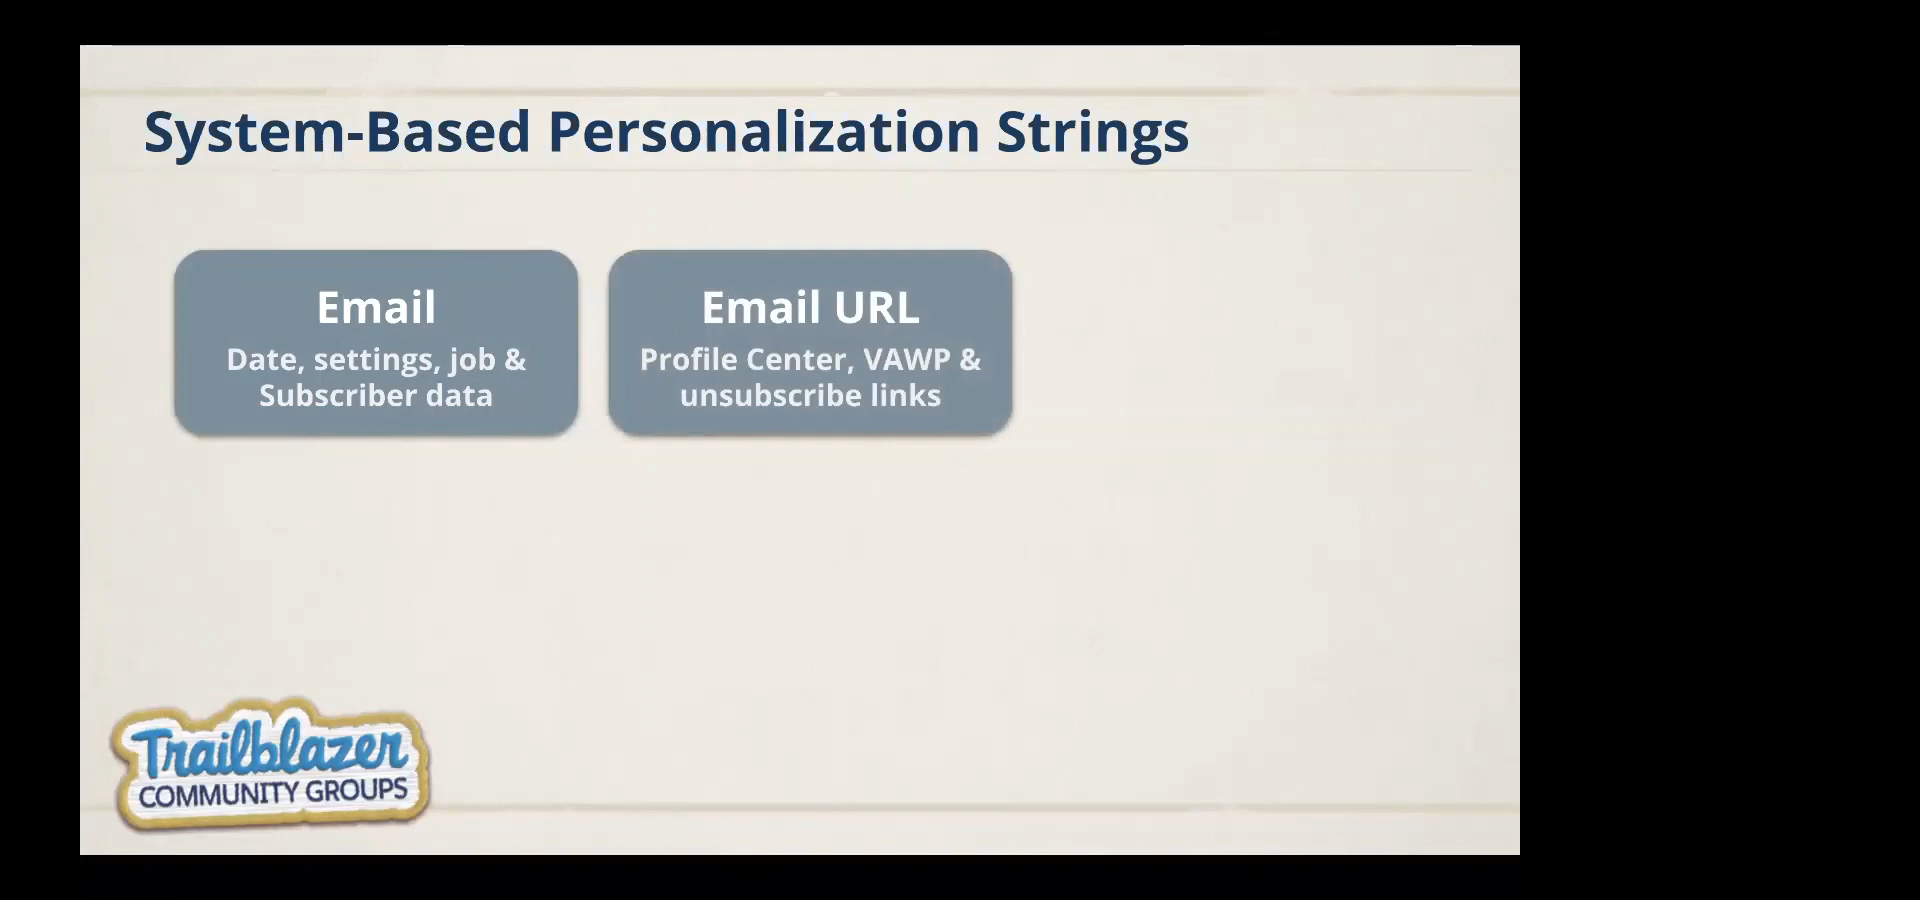 System-Based Personalization Strings
Email
Date, settings, job &
Subscriber data
Email URL
Profile Center, VAWP &
unsubscribe links
Trailblazer
COMMUNITY GROUPS